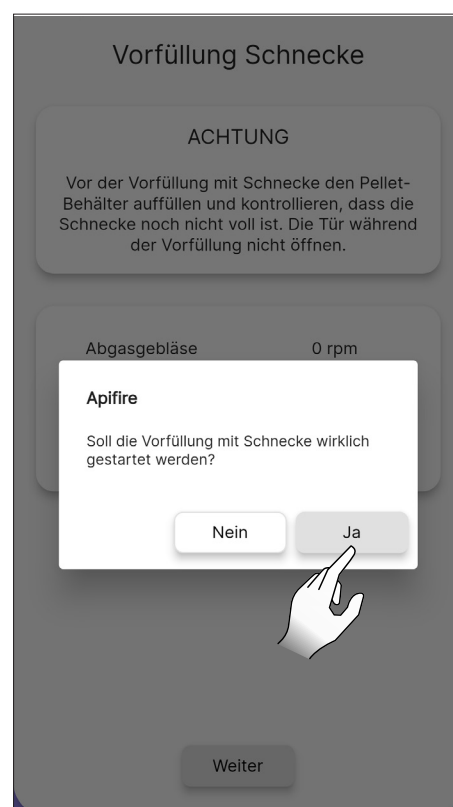 Vorfüllung Schnecke
ACHTUNG
Vor der Vorfüllung mit Schnecke den Pellet-
Behälter auffüllen und kontrollieren, dass die
Schnecke noch nicht voll ist. Die Tür während
der Vorfüllung nicht öffnen.
Abgasgebläse 0 rpm
Apifire
Soll die Vorfüllung mit Schnecke wirklich
gestartet werden?
Nein Ja
Weiter